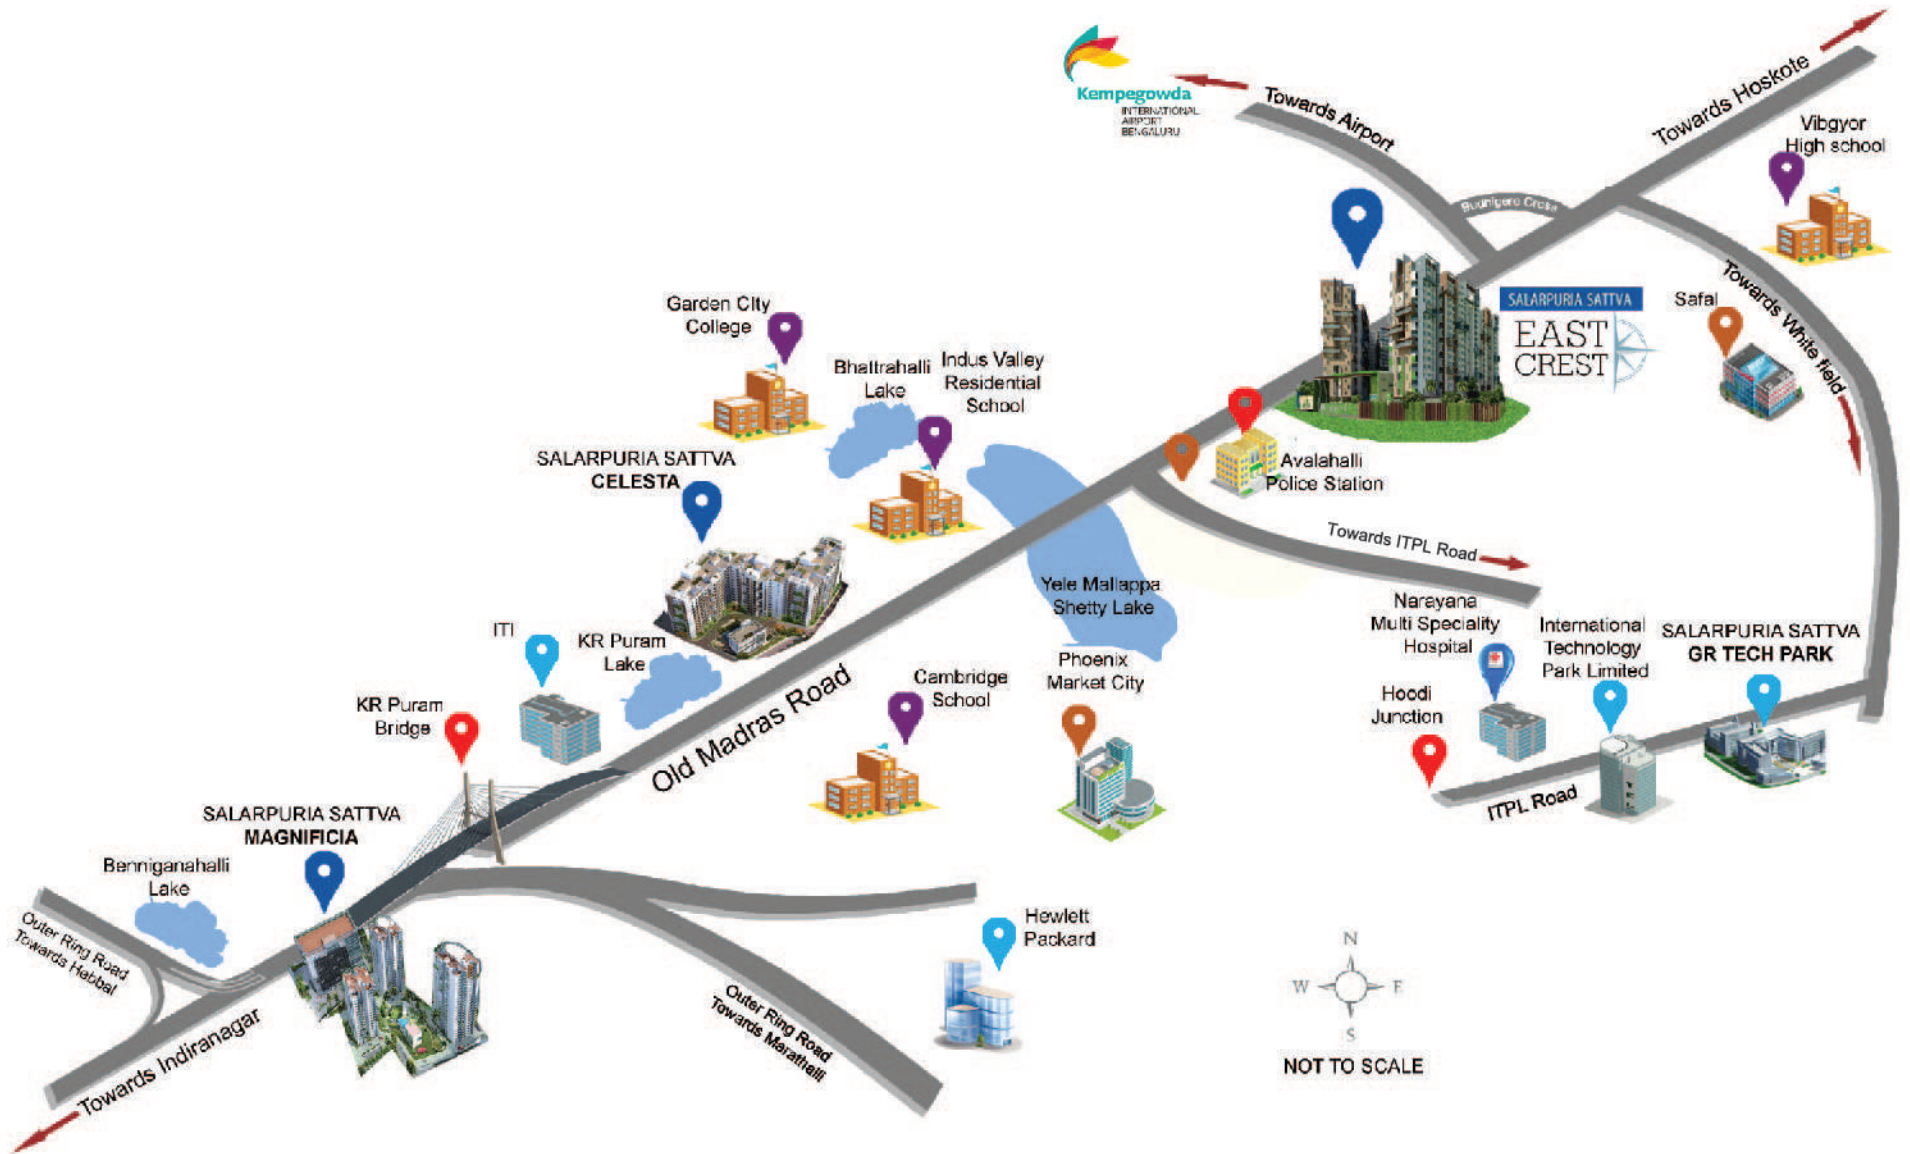 Kempegowda
INTERNATIONAL
AIRPORT
BENGALURU
Towards Airport
Towards Hoskote
Vibgyor
High school
Budhigere Cross
SALARPURIA SATTVA
EAST
CREST
Safal
Towards White field
Garden City
College
Bhattrahalli
Lake
Indus Valley
Residential
School
SALARPURIA SATTVA
CELESTA
Avalahalli
Police Station
Towards ITPL Road
Yele Mallappa
Shetty Lake
Narayana
Multi Speciality
Hospital
International
Technology
Park Limited
SALARPURIA SATTVA
GR TECH PARK
ITI
KR Puram
Lake
Phoenix
Market City
Cambridge
School
Hoodi
Junction
KR Puram
Bridge
Old Madras Road
ITPL Road
SALARPURIA SATTVA
MAGNIFICIA
Benniganahalli
Lake
Outer Ring Road
Towards Habbal
Hewlett
Packard
Outer Ring Road
Towards Marathalli
Towards Indiranagar
N
W E
S
NOT TO SCALE